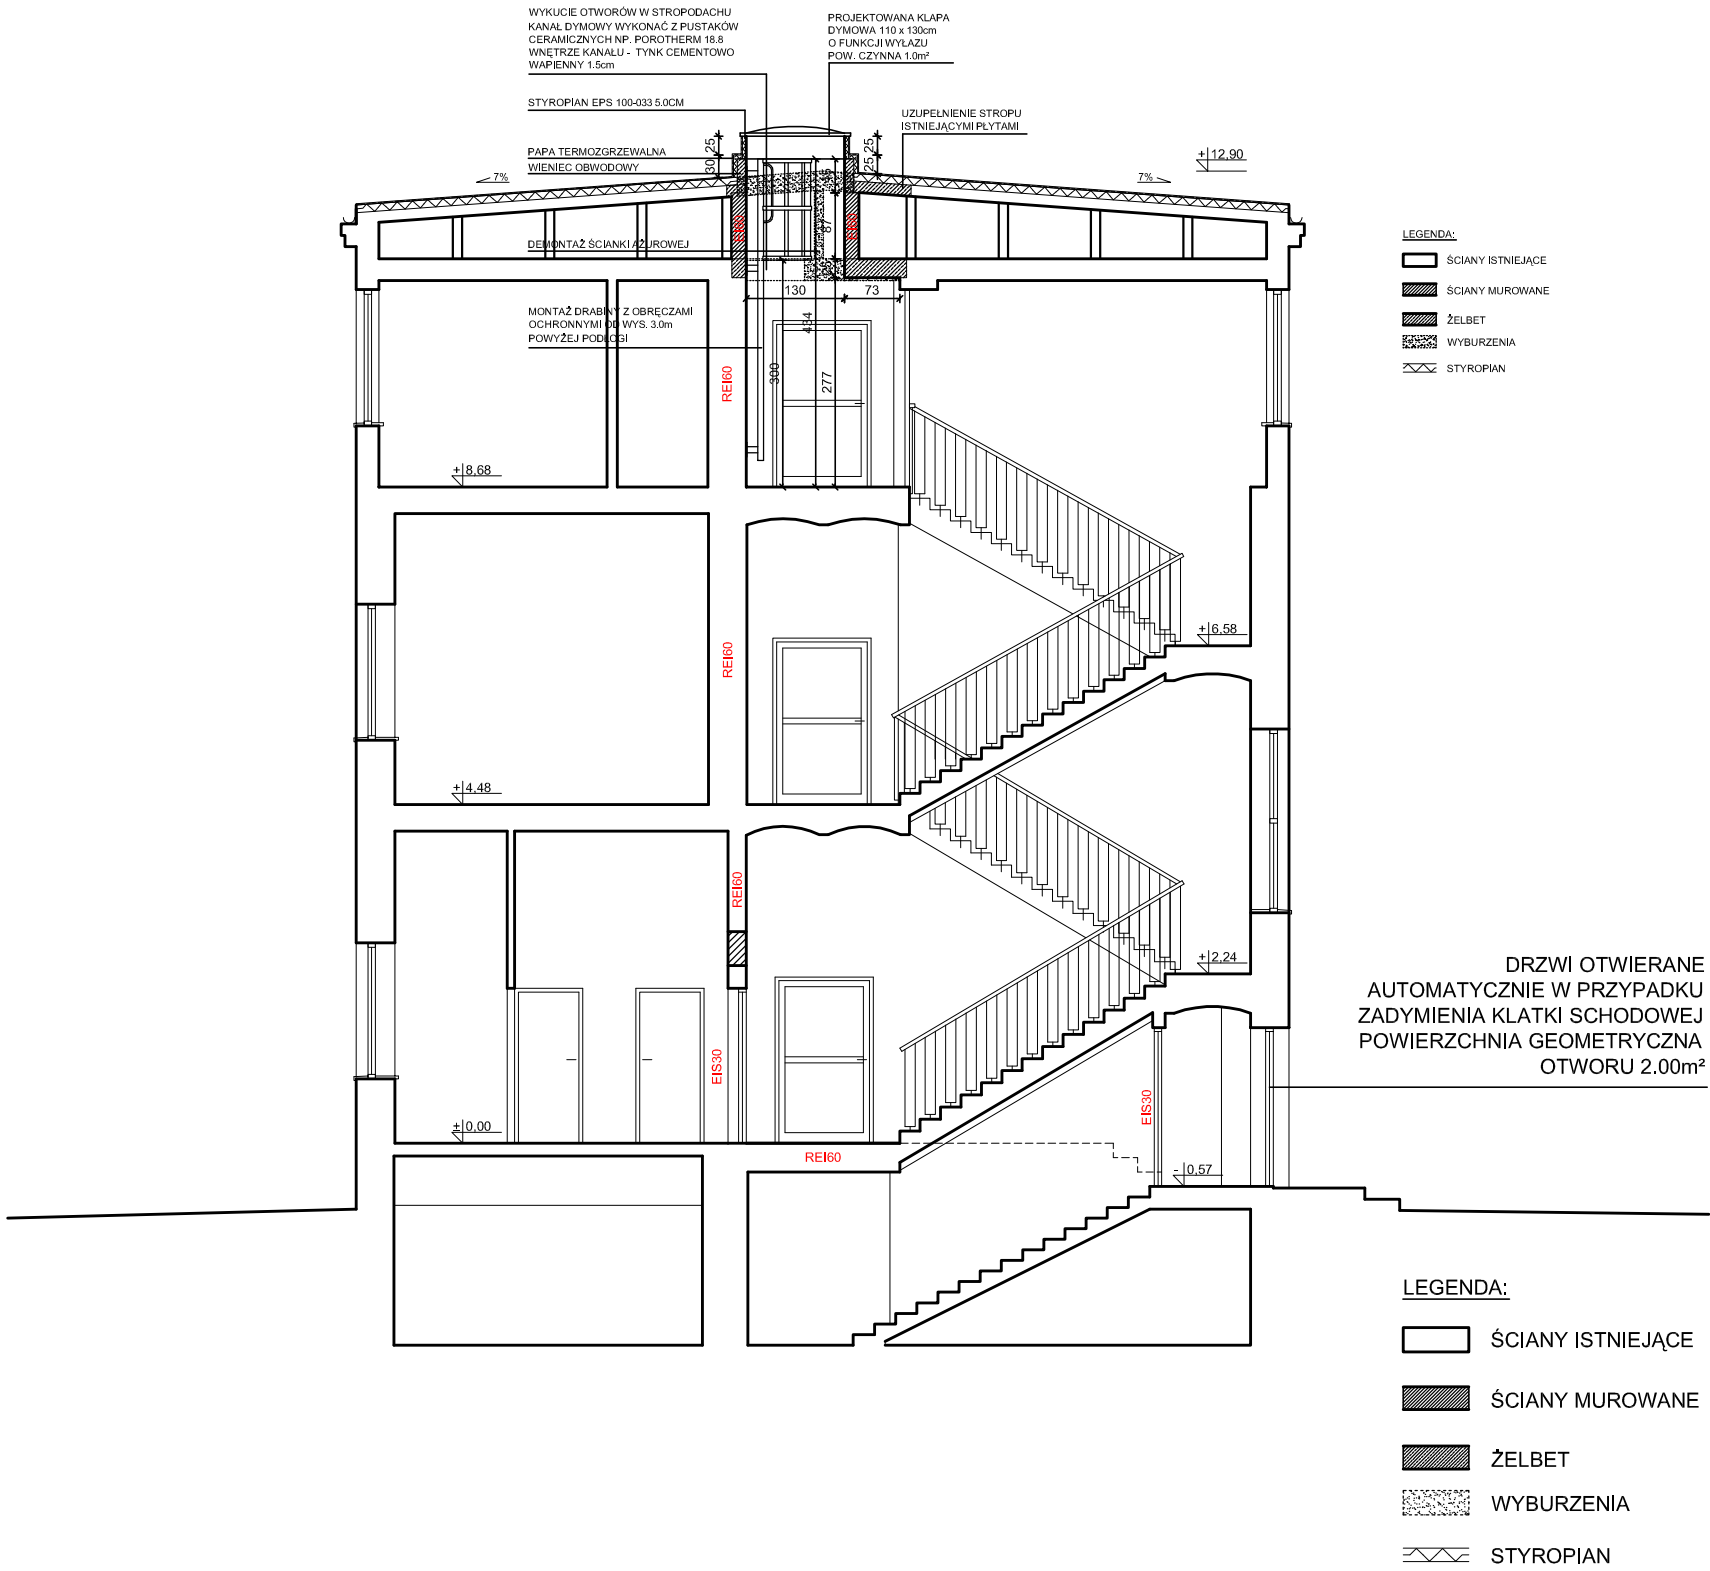 WYKUCIE OTWORÓW W STROPODACHU
KANAŁ DYMOWY WYKONAĆ Z PUSTAKÓW
CERAMICZNYCH NP. POROTHERM 18.8
WNĘTRZE KANAŁU - TYNK CEMENTOWO
WAPIENNY 1.5cm
PROJEKTOWANA KLAPA
DYMOWA 110 x 130cm
O FUNKCJI WYŁAZU
POW. CZYNNA 1.0m²
STYROPIAN EPS 100-033 5.0CM
UZUPEŁNIENIE STROPU
ISTNIEJĄCYMI PŁYTAMI
PAPA TERMOZGRZEWALNA
WIENIEC OBWODOWY
25
30
25
25
+12,90
7%
7%
EI60
EI60
87
DEMONTAŻ ŚCIANKI AŻUROWEJ
130
73
MONTAŻ DRABINY Z OBRĘCZAMI
OCHRONNYMI OD WYS. 3.0m
POWYŻEJ PODŁOGI
434
300
277
REI60
LEGENDA:
ŚCIANY ISTNIEJĄCE
ŚCIANY MUROWANE
ŻELBET
WYBURZENIA
STYROPIAN
+8,68
+6,58
REI60
+4,48
REI60
+2,24
DRZWI OTWIERANE
AUTOMATYCZNIE W PRZYPADKU
ZADYMIENIA KLATKI SCHODOWEJ
POWIERZCHNIA GEOMETRYCZNA
OTWORU 2.00m²
EIS30
EIS30
±0,00
REI60
-0,57
LEGENDA:
ŚCIANY ISTNIEJĄCE
ŚCIANY MUROWANE
ŻELBET
WYBURZENIA
STYROPIAN